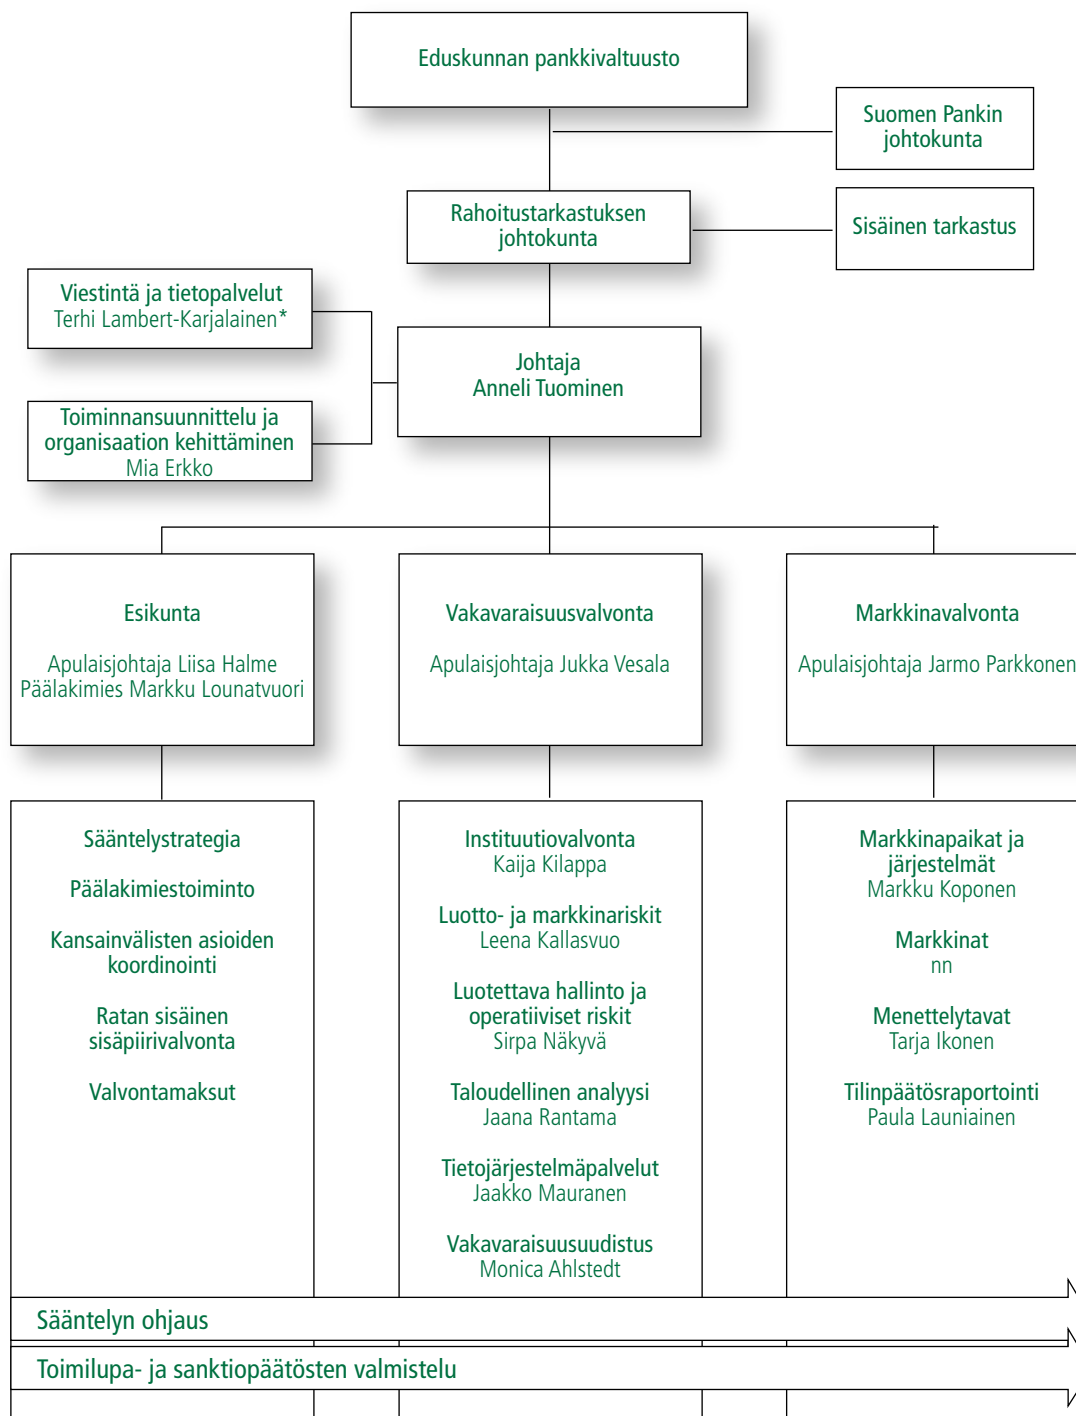 Eduskunnan pankkivaltuusto
Suomen Pankin
johtokunta
Rahoitustarkastuksen
johtokunta
Sisäinen tarkastus
Viestintä ja tietopalvelut
Terhi Lambert-Karjalainen*
Johtaja
Anneli Tuominen
Toiminnansuunnittelu ja
organisaation kehittäminen
Mia Erkko
Esikunta
Apulaisjohtaja Liisa Halme
Päälakimies Markku Lounatvuori
Vakavaraisuusvalvonta
Apulaisjohtaja Jukka Vesala
Markkinavalvonta
Apulaisjohtaja Jarmo Parkkonen
Sääntelystrategia
Päälakimiestoiminto
Kansainvälisten asioiden
koordinointi
Ratan sisäinen
sisäpiirivalvonta
Valvontamaksut
Instituutiovalvonta
Kaija Kilappa
Luotto- ja markkinariskit
Leena Kallasvuo
Luotettava hallinto ja
operatiiviset riskit
Sirpa Näkyvä
Taloudellinen analyysi
Jaana Rantama
Tietojärjestelmäpalvelut
Jaakko Mauranen
Vakavaraisuusuudistus
Monica Ahlstedt
Markkinapaikat ja
järjestelmät
Markku Koponen
Markkinat
nn
Menettelytavat
Tarja Ikonen
Tilinpäätösraportointi
Paula Launiainen
Sääntelyn ohjaus
Toimilupa- ja sanktiopäätösten valmistelu